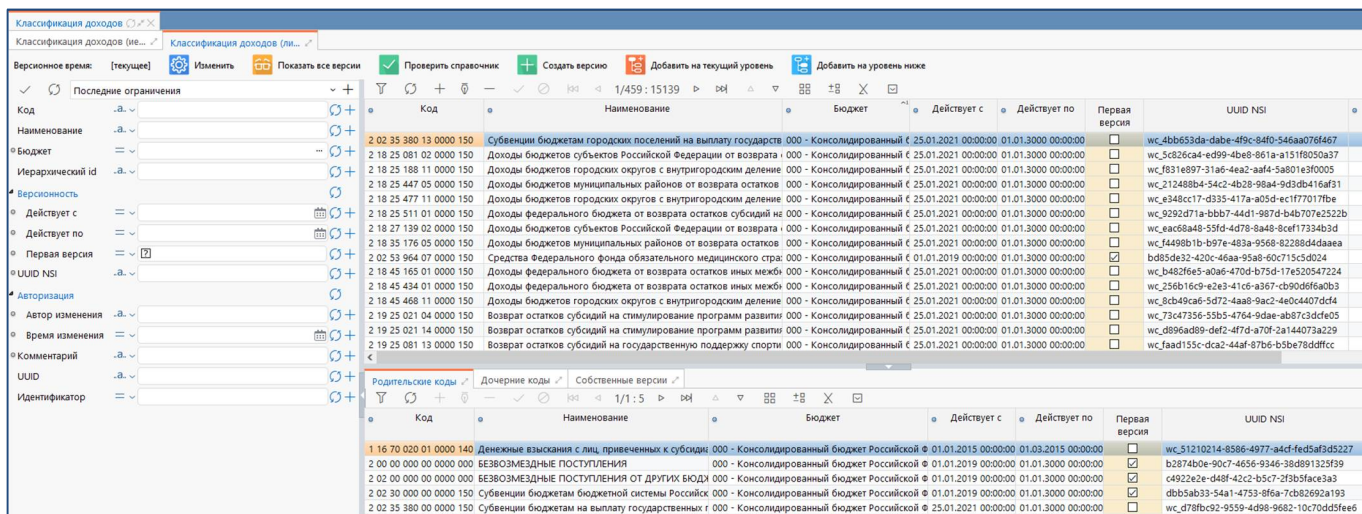 Классификация доходов
Классификация доходов (ие... Классификация доходов (ли...
Версионное время: [текущее] Изменить Показать все версии Проверить справочник Создать версию Добавить на текущий уровень Добавить на уровень ниже
Последние ограничения
Код .a.
Наименование .a.
Бюджет = ...
Иерархический id .a.
Версионность
Действует с =
Действует по =
Первая версия = ?
UUID NSI .a.
Авторизация
Автор изменения .a.
Время изменения =
Комментарий .a.
UUID .a.
Идентификатор =
1/459 : 15139
Код Наименование Бюджет Действует с Действует по Первая версия UUID NSI
2 02 35 380 13 0000 150 Субвенции бюджетам городских поселений на выплату государств 000 - Консолидированный б 25.01.2021 00:00:00 01.01.3000 00:00:00 wc_4bb653da-dabe-4f9c-84f0-546aa076f467
2 18 25 081 02 0000 150 Доходы бюджетов субъектов Российской Федерации от возврата 000 - Консолидированный б 25.01.2021 00:00:00 01.01.3000 00:00:00 wc_5c826ca4-ed99-4be8-861a-a151f8050a37
2 18 25 188 11 0000 150 Доходы бюджетов городских округов с внутригородским деление 000 - Консолидированный б 25.01.2021 00:00:00 01.01.3000 00:00:00 wc_f831e897-31a6-4ea2-aaf4-5a801e3f0005
2 18 25 447 05 0000 150 Доходы бюджетов муниципальных районов от возврата остатков 000 - Консолидированный б 25.01.2021 00:00:00 01.01.3000 00:00:00 wc_212488b4-54c2-4b28-98a4-9d3db416af31
2 18 25 477 11 0000 150 Доходы бюджетов городских округов с внутригородским деление 000 - Консолидированный б 25.01.2021 00:00:00 01.01.3000 00:00:00 wc_e348cc17-d335-417a-a05d-ec1f77017fbe
2 18 25 511 01 0000 150 Доходы федерального бюджета от возврата остатков субсидий на 000 - Консолидированный б 25.01.2021 00:00:00 01.01.3000 00:00:00 wc_9292d71a-bbb7-44d1-987d-b4b707e2522b
2 18 27 139 02 0000 150 Доходы бюджетов субъектов Российской Федерации от возврата 000 - Консолидированный б 25.01.2021 00:00:00 01.01.3000 00:00:00 wc_eac68a48-55fd-4d78-8a48-8cef17334b3d
2 18 35 176 05 0000 150 Доходы бюджетов муниципальных районов от возврата остатков 000 - Консолидированный б 25.01.2021 00:00:00 01.01.3000 00:00:00 wc_f4498b1b-b97e-483a-9568-82288d4daaea
2 02 53 964 07 0000 150 Средства Федерального фонда обязательного медицинского стра: 000 - Консолидированный б 01.01.2019 00:00:00 01.01.3000 00:00:00 bd85de32-420c-46aa-95a8-60c715c5d024
2 18 45 165 01 0000 150 Доходы федерального бюджета от возврата остатков иных межб 000 - Консолидированный б 25.01.2021 00:00:00 01.01.3000 00:00:00 wc_b482f6e5-a0a6-470d-b75d-17e520547224
2 18 45 434 01 0000 150 Доходы федерального бюджета от возврата остатков иных межб 000 - Консолидированный б 25.01.2021 00:00:00 01.01.3000 00:00:00 wc_256b16c9-e2e3-41c6-a367-cb90d6f6a0b3
2 18 45 468 11 0000 150 Доходы бюджетов городских округов с внутригородским деление 000 - Консолидированный б 25.01.2021 00:00:00 01.01.3000 00:00:00 wc_8cb49ca6-5d72-4aa8-9ac2-4e0c4407dcf4
2 19 25 021 04 0000 150 Возврат остатков субсидий на стимулирование программ развити 000 - Консолидированный б 25.01.2021 00:00:00 01.01.3000 00:00:00 wc_73c47356-55b5-4764-9dae-ab87c3dcfe05
2 19 25 021 14 0000 150 Возврат остатков субсидий на стимулирование программ развити 000 - Консолидированный б 25.01.2021 00:00:00 01.01.3000 00:00:00 wc_d896ad89-def2-4f7d-a70f-2a144073a229
2 19 25 081 13 0000 150 Возврат остатков субсидий на государственную поддержку спорти 000 - Консолидированный б 25.01.2021 00:00:00 01.01.3000 00:00:00 wc_faad155c-dca2-44af-87b6-b5be78ddffcc
Родительские коды Дочерние коды Собственные версии
1/1 : 5
Код Наименование Бюджет Действует с Действует по Первая версия UUID NSI
1 16 70 020 01 0000 140 Денежные взыскания с лиц, привеченных к субсидиа 000 - Консолидированный бюджет Российской Ф 01.01.2015 00:00:00 01.03.2015 00:00:00 wc_51210214-8586-4977-a4cf-fed5af3d5227
2 00 00 000 00 0000 000 БЕЗВОЗМЕЗДНЫЕ ПОСТУПЛЕНИЯ 000 - Консолидированный бюджет Российской Ф 01.01.2019 00:00:00 01.01.3000 00:00:00 b2874b0e-90c7-4656-9346-38d891325f39
2 02 00 000 00 0000 000 БЕЗВОЗМЕЗДНЫЕ ПОСТУПЛЕНИЯ ОТ ДРУГИХ БЮДЖ 000 - Консолидированный бюджет Российской Ф 01.01.2019 00:00:00 01.01.3000 00:00:00 c4922e2e-d48f-42c2-b5c7-2f3b5face3a3
2 02 30 000 00 0000 150 Субвенции бюджетам бюджетной системы Российск 000 - Консолидированный бюджет Российской Ф 01.01.2019 00:00:00 01.01.3000 00:00:00 dbb5ab33-54a1-4753-8f6a-7cb82692a193
2 02 35 380 00 0000 150 Субвенции бюджетам на выплату государственных г 000 - Консолидированный бюджет Российской Ф 25.01.2021 00:00:00 01.01.3000 00:00:00 wc_d78fbc92-9559-4d98-9682-10c70dd5fee6